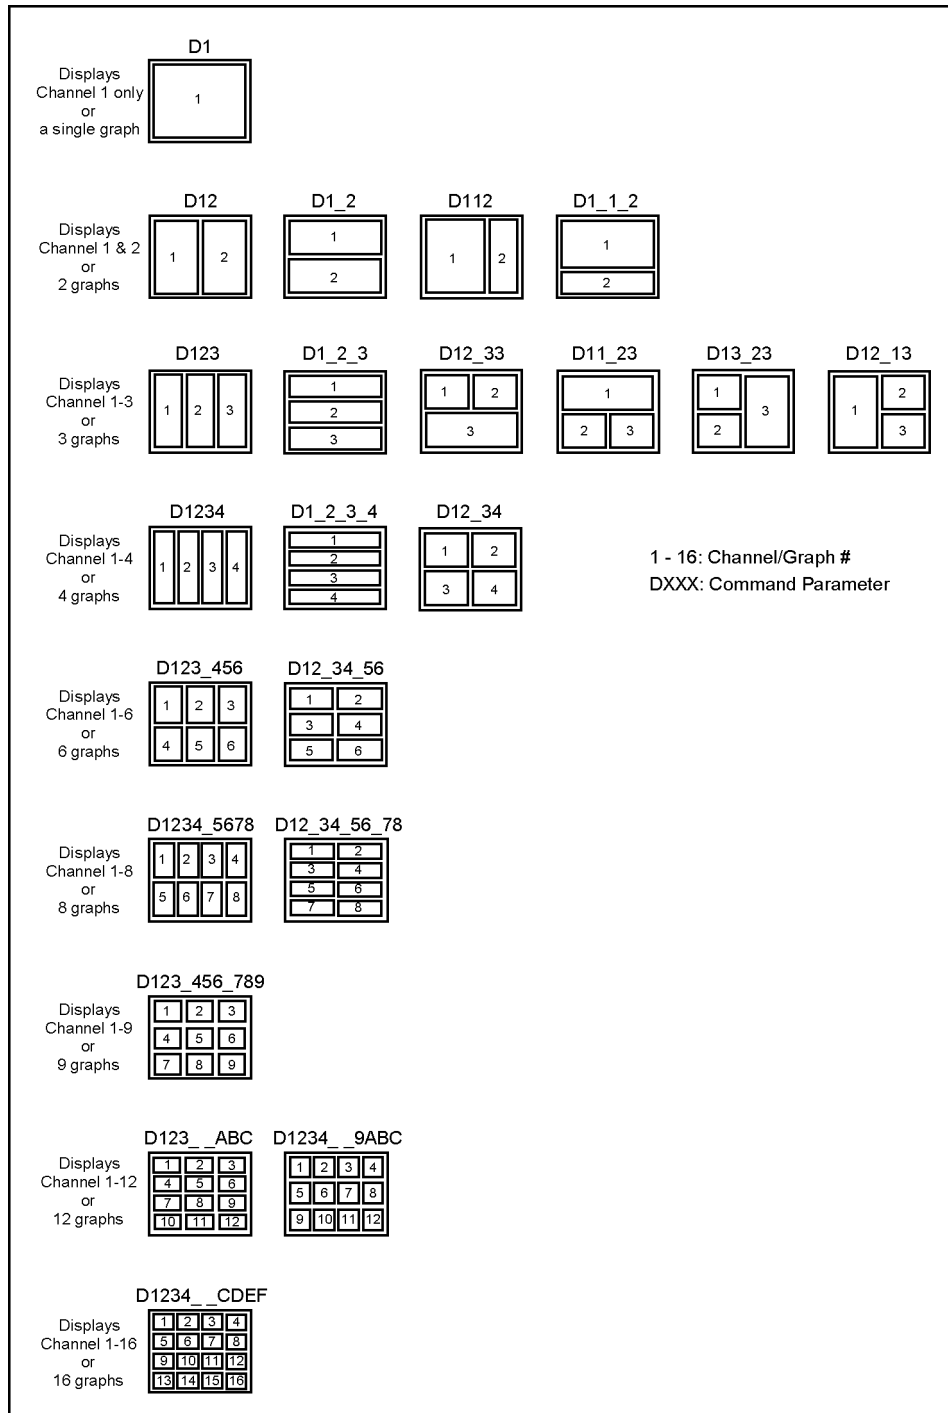 D1
Displays
Channel 1 only
or
a single graph
1
D12
D1_2
D112
D1_1_2
Displays
Channel 1 & 2
or
2 graphs
1 2
1
2
1 2
1
2
D123
D1_2_3
D12_33
D11_23
D13_23
D12_13
Displays
Channel 1-3
or
3 graphs
1 2 3
1
2
3
1 2
3
1
2 3
1
2
3
1
2
3
D1234
D1_2_3_4
D12_34
Displays
Channel 1-4
or
4 graphs
1 2 3 4
1
2
3
4
1 2
3 4
1 - 16: Channel/Graph #
DXXX: Command Parameter
D123_456
D12_34_56
Displays
Channel 1-6
or
6 graphs
1 2 3
4 5 6
1 2
3 4
5 6
D1234_5678
D12_34_56_78
Displays
Channel 1-8
or
8 graphs
1 2 3 4
5 6 7 8
1 2
3 4
5 6
7 8
D123_456_789
Displays
Channel 1-9
or
9 graphs
1 2 3
4 5 6
7 8 9
D123_ _ABC
D1234_ _9ABC
Displays
Channel 1-12
or
12 graphs
1 2 3
4 5 6
7 8 9
10 11 12
1 2 3 4
5 6 7 8
9 10 11 12
D1234_ _CDEF
Displays
Channel 1-16
or
16 graphs
1 2 3 4
5 6 7 8
9 10 11 12
13 14 15 16